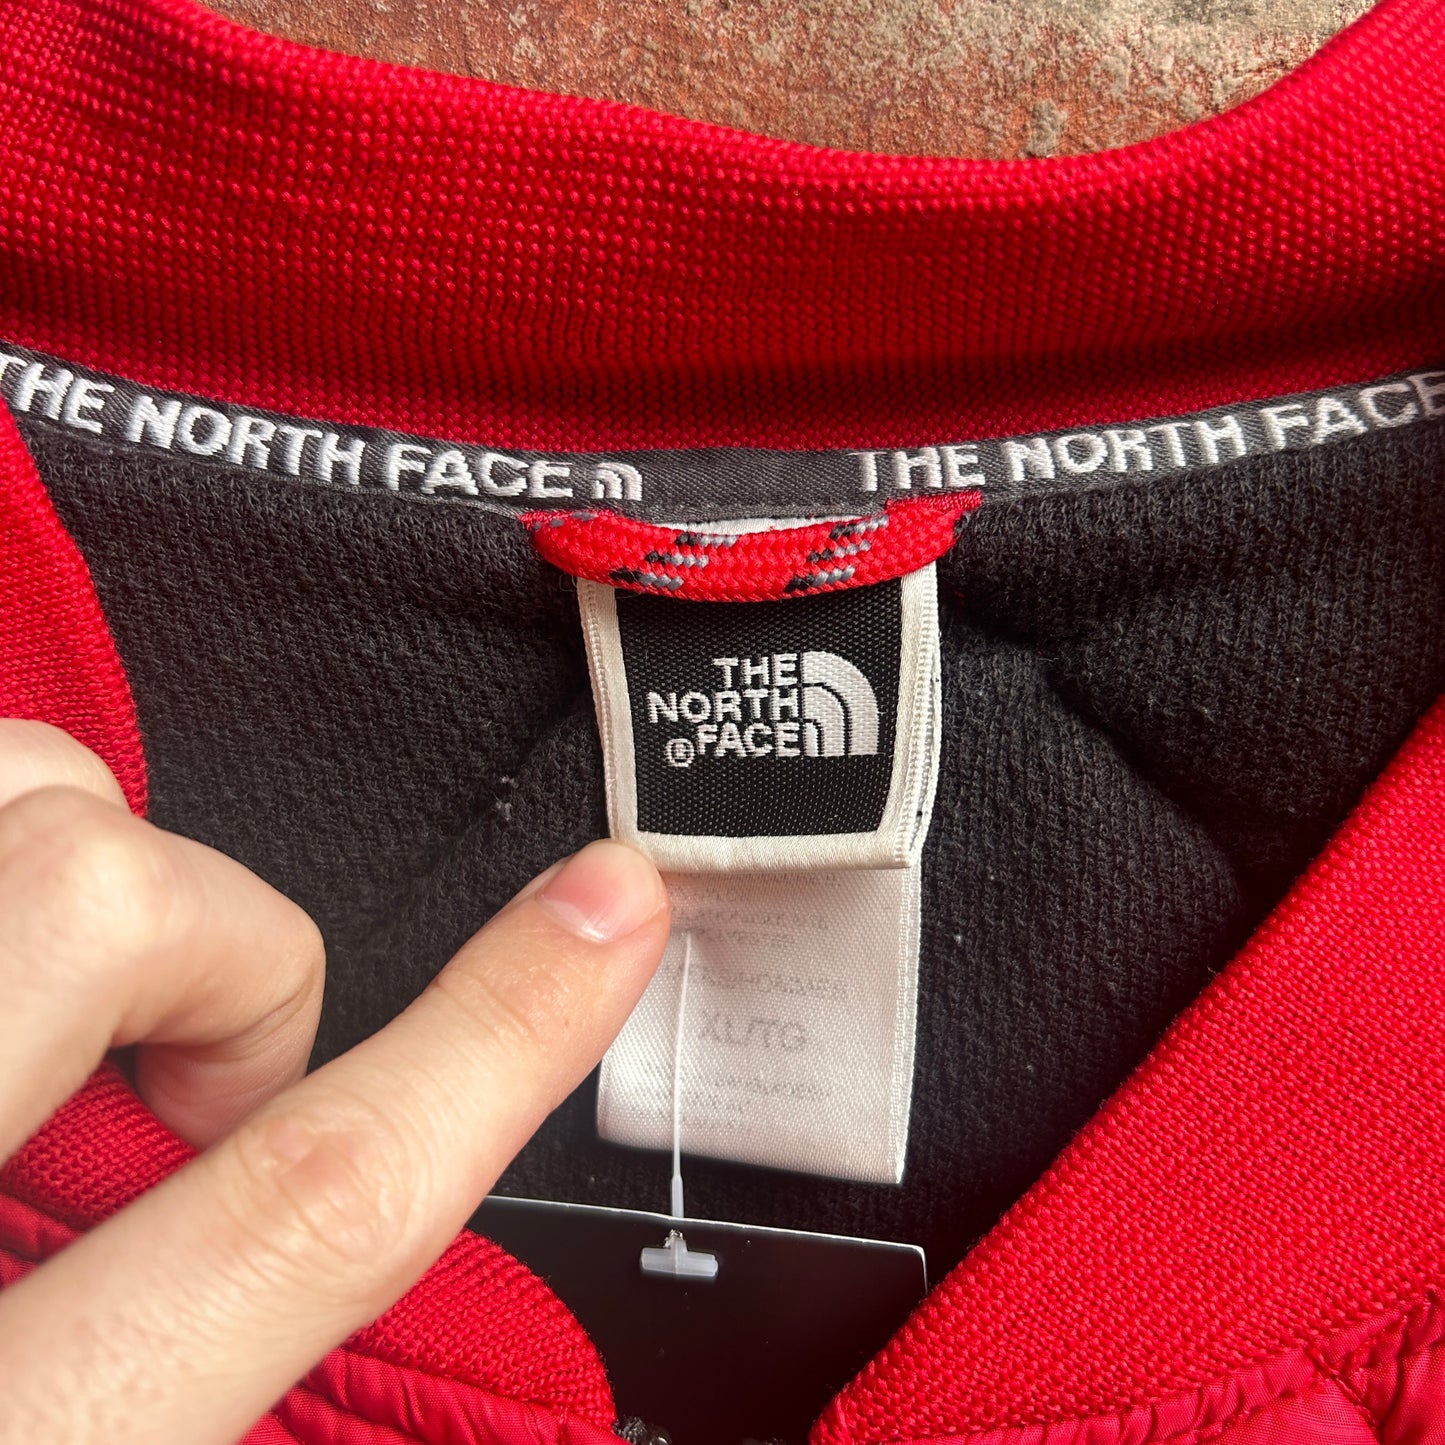 THE NORTH FACE
THE NORTH FACE
THE
NORTH
® FACE
XL/TG